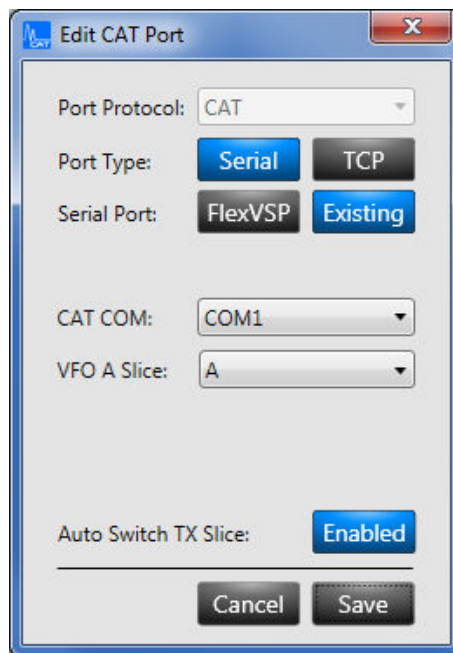 CAT Edit CAT Port
Port Protocol: CAT
Port Type: Serial TCP
Serial Port: FlexVSP Existing
CAT COM: COM1
VFO A Slice: A
Auto Switch TX Slice: Enabled
Cancel Save